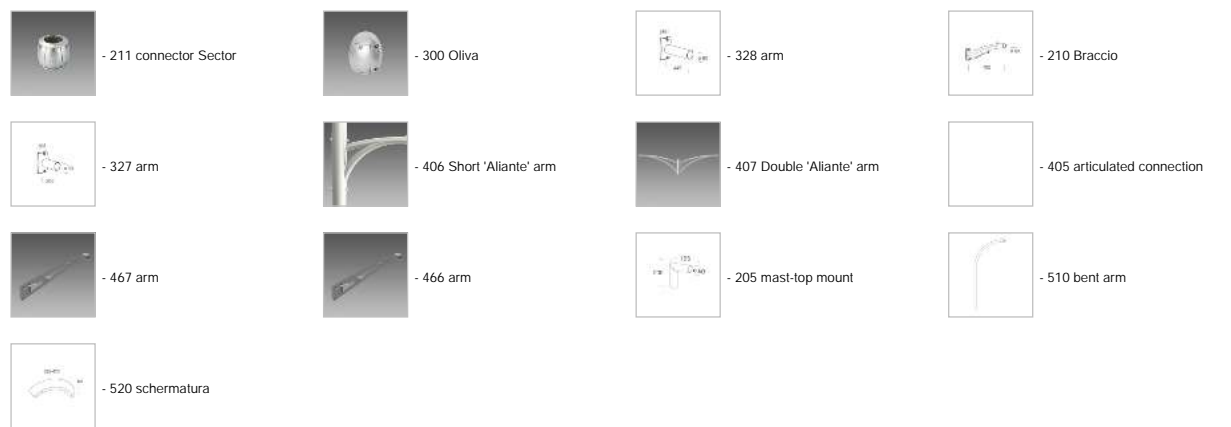 - 211 connector Sector
- 300 Oliva
- 328 arm
- 210 Braccio
- 327 arm
- 406 Short 'Aliante' arm
- 407 Double 'Aliante' arm
- 405 articulated connection
- 467 arm
- 466 arm
- 205 mast-top mount
- 510 bent arm
- 520 schermatura